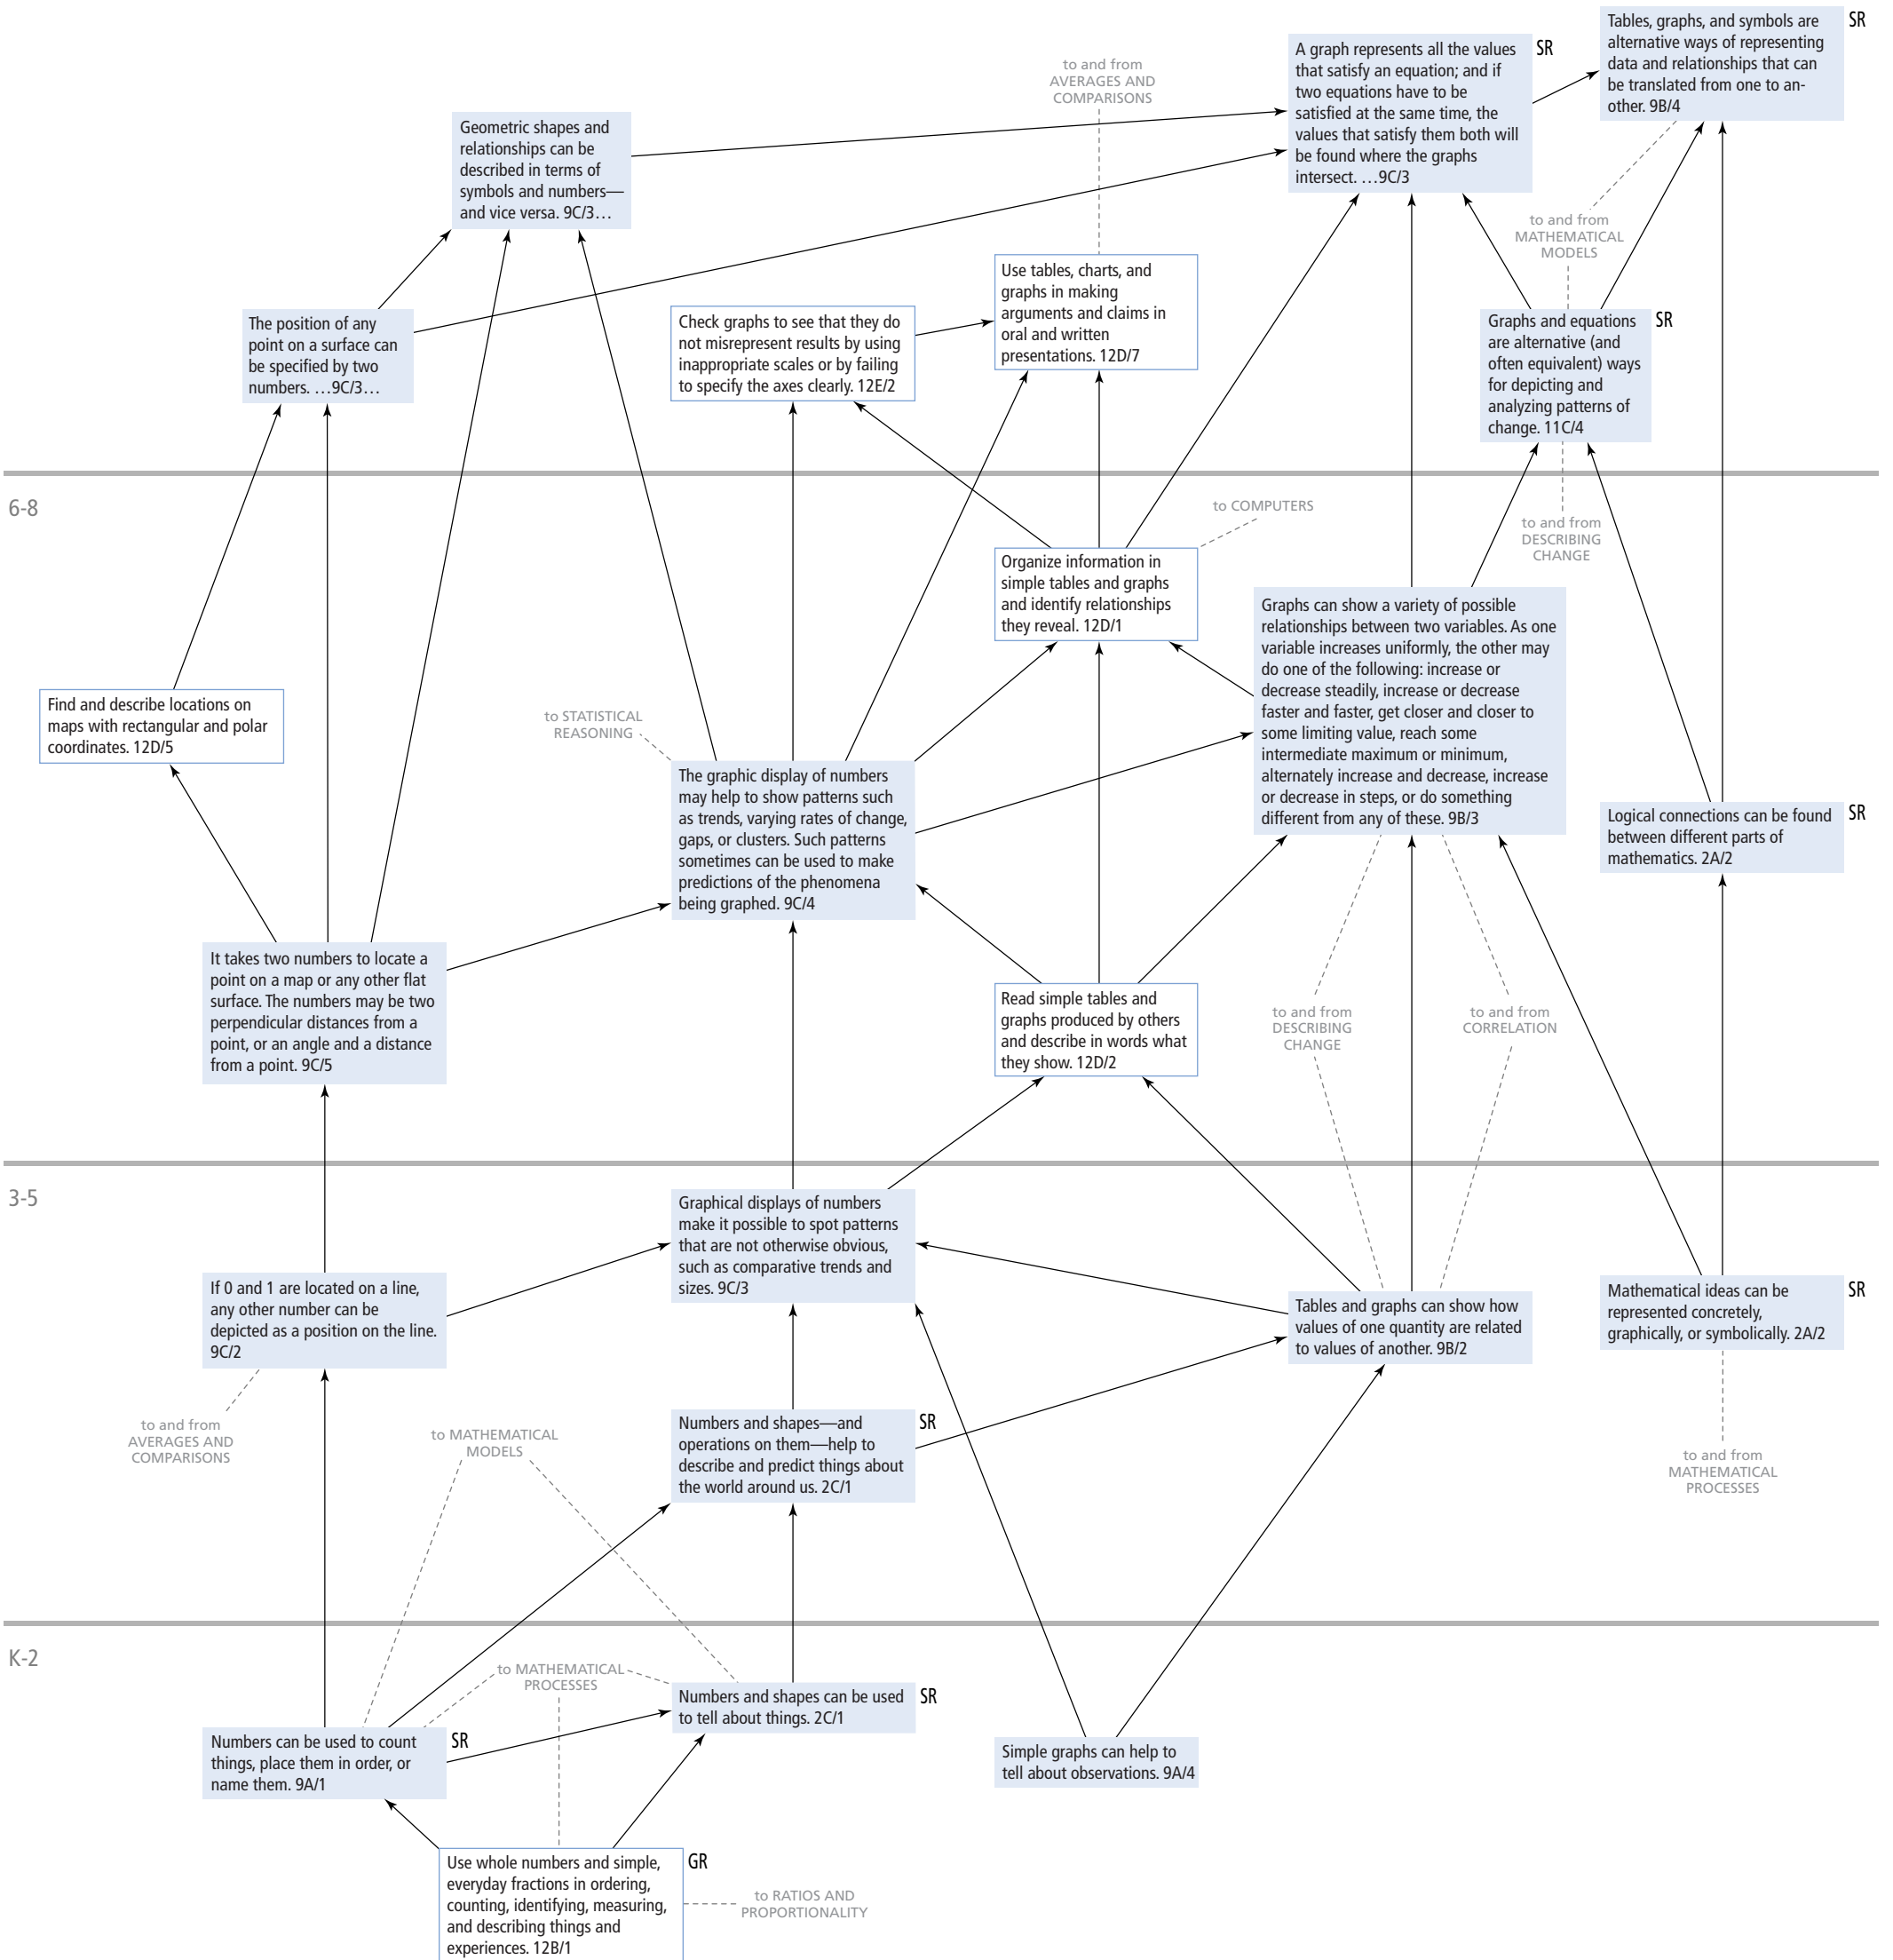 Tables, graphs, and symbols are
alternative ways of representing
data and relationships that can
be translated from one to an-
other. 9B/4
SR
A graph represents all the values
that satisfy an equation; and if
two equations have to be
satisfied at the same time, the
values that satisfy them both will
be found where the graphs
intersect. …9C/3
SR
to and from
AVERAGES AND
COMPARISONS
Geometric shapes and
relationships can be
described in terms of
symbols and numbers—
and vice versa. 9C/3…
to and from
MATHEMATICAL
MODELS
Use tables, charts, and
graphs in making
arguments and claims in
oral and written
presentations. 12D/7
The position of any
point on a surface can
be specified by two
numbers. …9C/3…
Check graphs to see that they do
not misrepresent results by using
inappropriate scales or by failing
to specify the axes clearly. 12E/2
Graphs and equations
are alternative (and
often equivalent) ways
for depicting and
analyzing patterns of
change. 11C/4
SR
6-8
to COMPUTERS
to and from
DESCRIBING
CHANGE
Organize information in
simple tables and graphs
and identify relationships
they reveal. 12D/1
Graphs can show a variety of possible
relationships between two variables. As one
variable increases uniformly, the other may
do one of the following: increase or
decrease steadily, increase or decrease
faster and faster, get closer and closer to
some limiting value, reach some
intermediate maximum or minimum,
alternately increase and decrease, increase
or decrease in steps, or do something
different from any of these. 9B/3
Find and describe locations on
maps with rectangular and polar
coordinates. 12D/5
to STATISTICAL
REASONING
The graphic display of numbers
may help to show patterns such
as trends, varying rates of change,
gaps, or clusters. Such patterns
sometimes can be used to make
predictions of the phenomena
being graphed. 9C/4
Logical connections can be found
between different parts of
mathematics. 2A/2
SR
It takes two numbers to locate a
point on a map or any other flat
surface. The numbers may be two
perpendicular distances from a
point, or an angle and a distance
from a point. 9C/5
Read simple tables and
graphs produced by others
and describe in words what
they show. 12D/2
to and from
DESCRIBING
CHANGE
to and from
CORRELATION
3-5
Graphical displays of numbers
make it possible to spot patterns
that are not otherwise obvious,
such as comparative trends and
sizes. 9C/3
If 0 and 1 are located on a line,
any other number can be
depicted as a position on the line.
9C/2
Tables and graphs can show how
values of one quantity are related
to values of another. 9B/2
Mathematical ideas can be
represented concretely,
graphically, or symbolically. 2A/2
SR
to and from
AVERAGES AND
COMPARISONS
to MATHEMATICAL
MODELS
Numbers and shapes—and
operations on them—help to
describe and predict things about
the world around us. 2C/1
SR
to and from
MATHEMATICAL
PROCESSES
K-2
to MATHEMATICAL
PROCESSES
Numbers and shapes can be used
to tell about things. 2C/1
SR
Numbers can be used to count
things, place them in order, or
name them. 9A/1
SR
Simple graphs can help to
tell about observations. 9A/4
Use whole numbers and simple,
everyday fractions in ordering,
counting, identifying, measuring,
and describing things and
experiences. 12B/1
GR
to RATIOS AND
PROPORTIONALITY